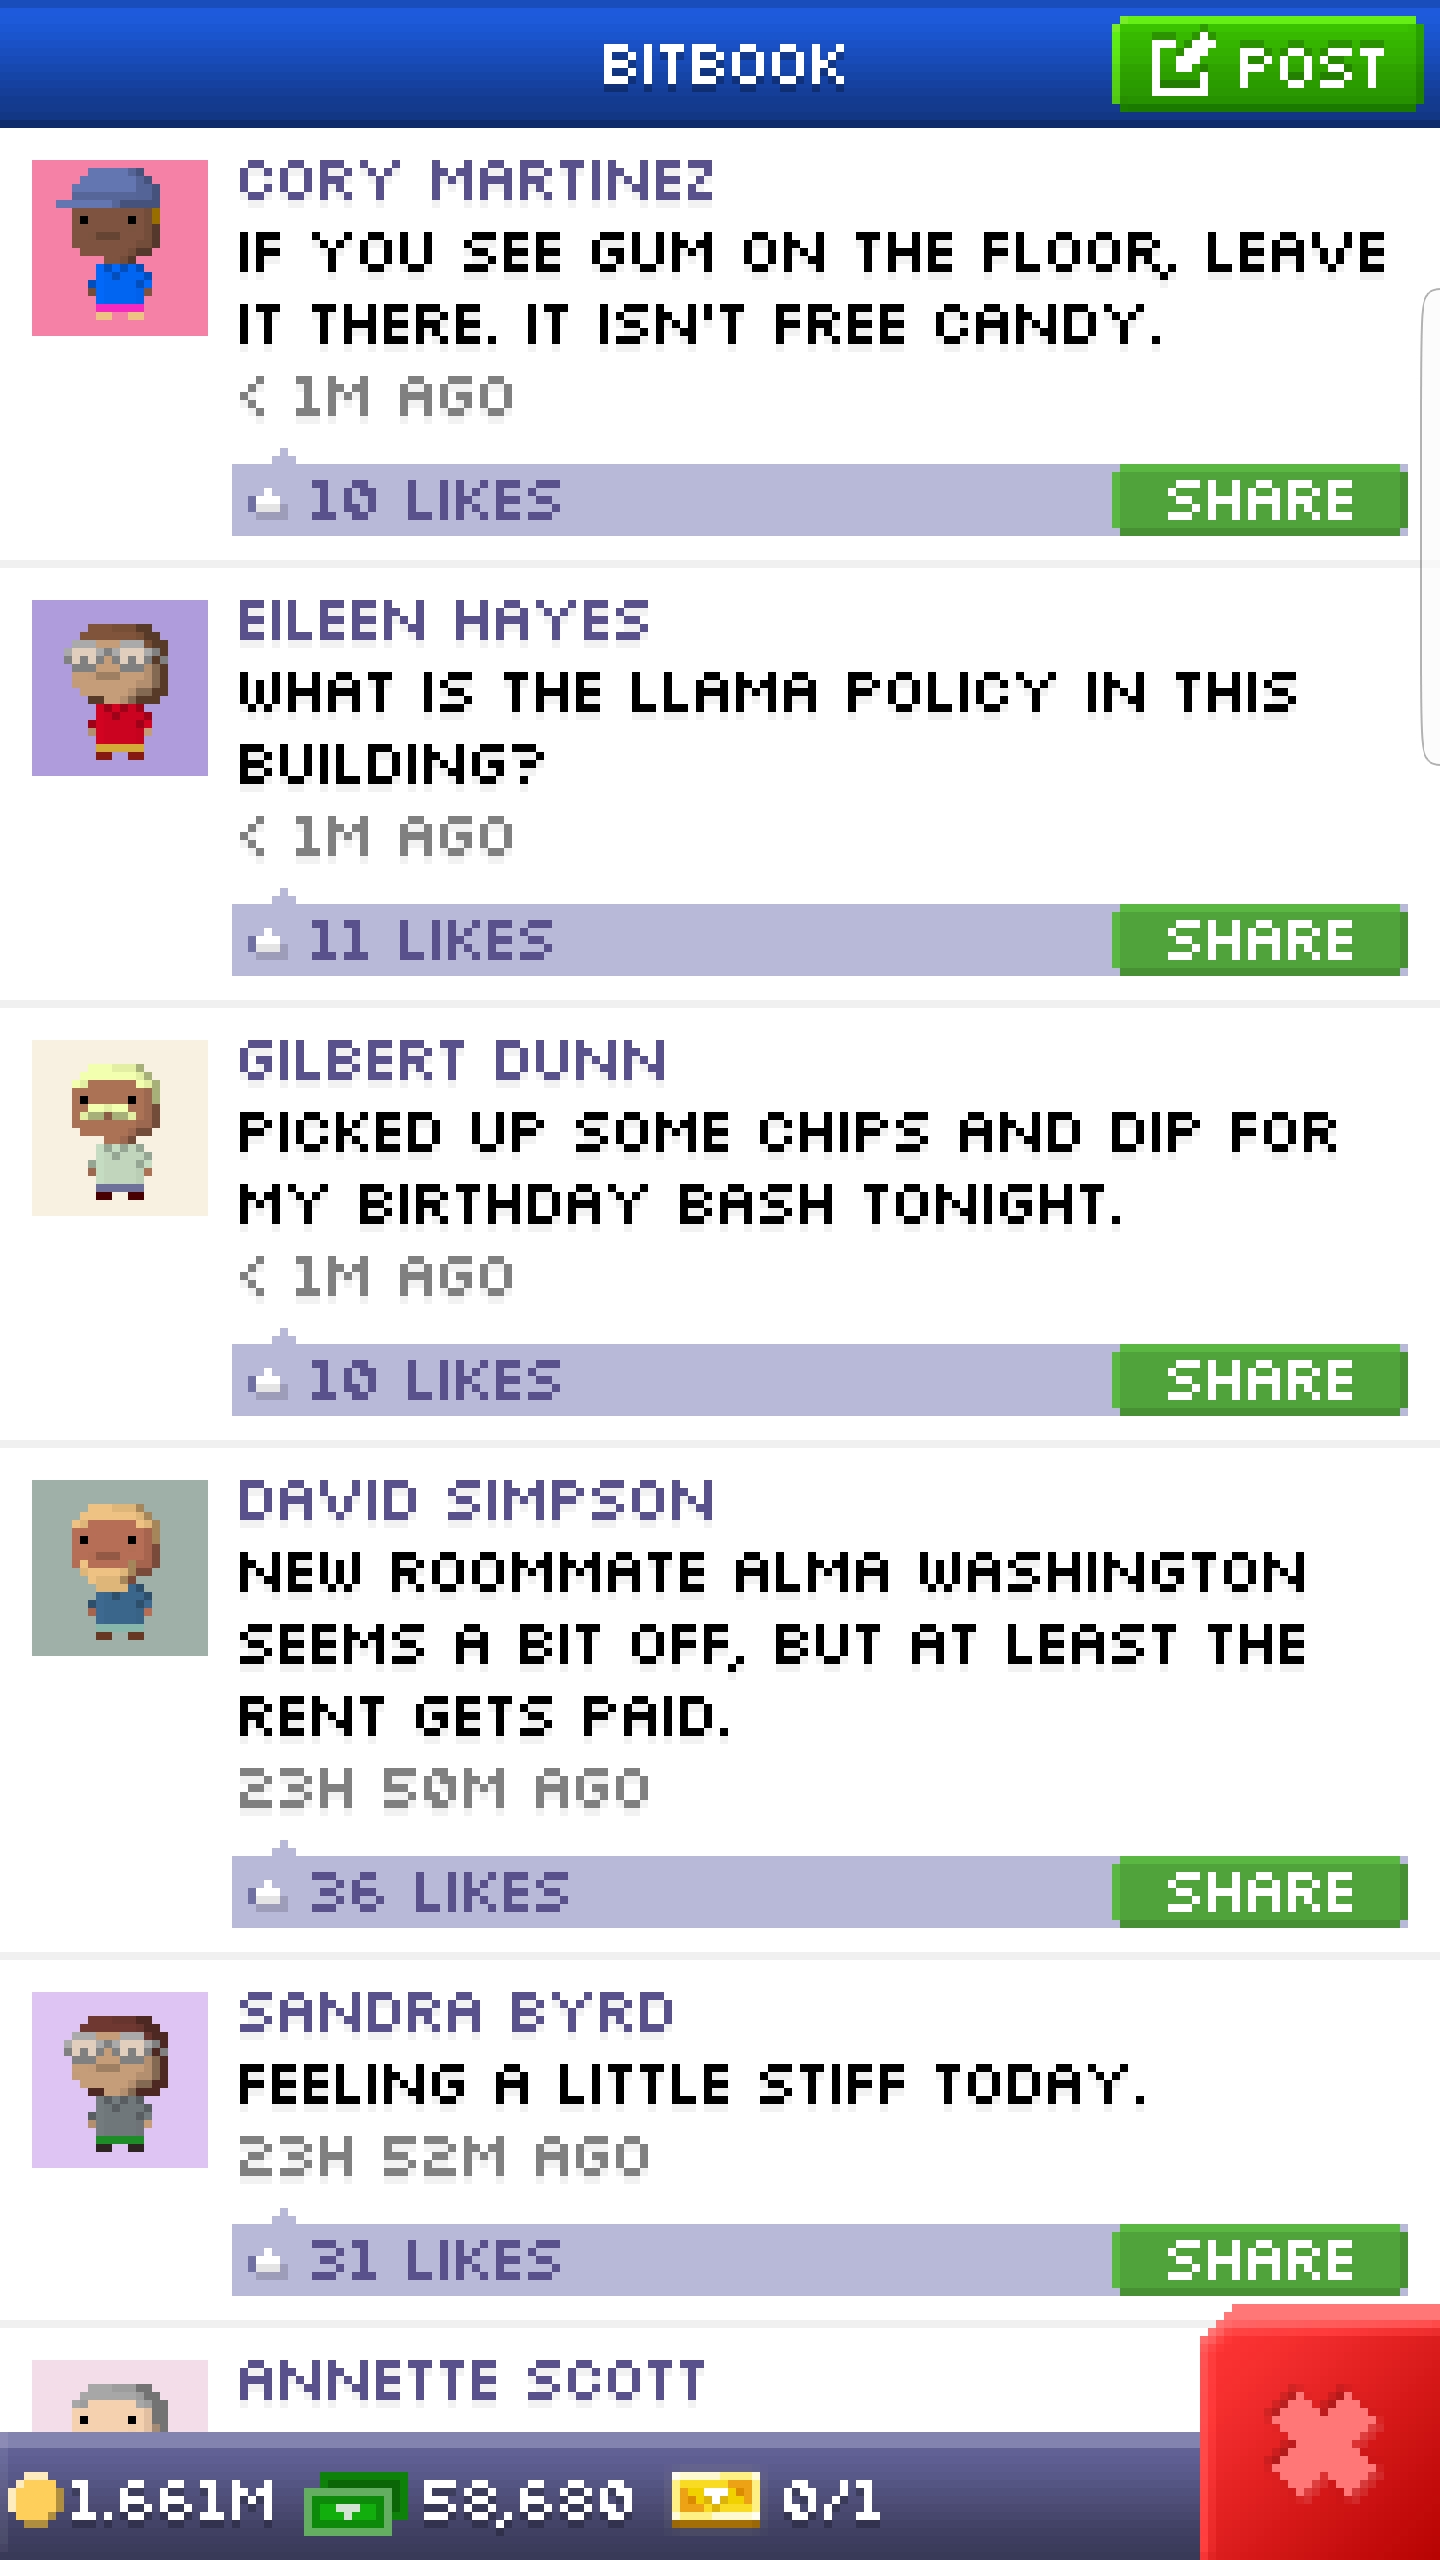 BITBOOK
POST
CORY MARTINEZ
IF YOU SEE GUM ON THE FLOOR, LEAVE
IT THERE. IT ISN'T FREE CANDY.
< 1M AGO
10 LIKES
SHARE
EILEEN HAYES
WHAT IS THE LLAMA POLICY IN THIS
BUILDING?
< 1M AGO
11 LIKES
SHARE
GILBERT DUNN
PICKED UP SOME CHIPS AND DIP FOR
MY BIRTHDAY BASH TONIGHT.
< 1M AGO
10 LIKES
SHARE
DAVID SIMPSON
NEW ROOMMATE ALMA WASHINGTON
SEEMS A BIT OFF, BUT AT LEAST THE
RENT GETS PAID.
23H 50M AGO
36 LIKES
SHARE
SANDRA BYRD
FEELING A LITTLE STIFF TODAY.
23H 52M AGO
31 LIKES
SHARE
ANNETTE SCOTT
1.661M
58,680
0/1